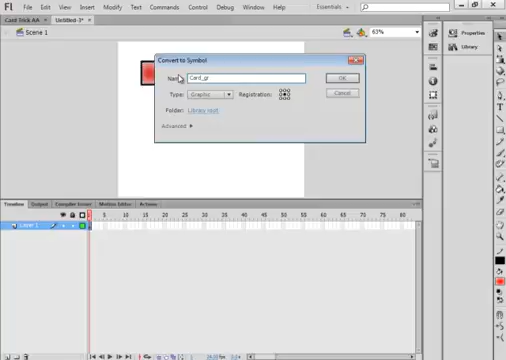 Fl File Edit View Insert Modify Text Commands Control Debug Window Help Essentials
Card Trick AA × Untitled-3* ×
Scene 1 63%
Properties
Library
Convert to Symbol
Name: Card_gr OK
Type: Graphic Registration: Cancel
Folder: Library root
Advanced
Timeline Output Compiler Errors Motion Editor Actions
5 10 15 20 25 30 35 40 45 50 55 60 65 70 75 80
Layer 1